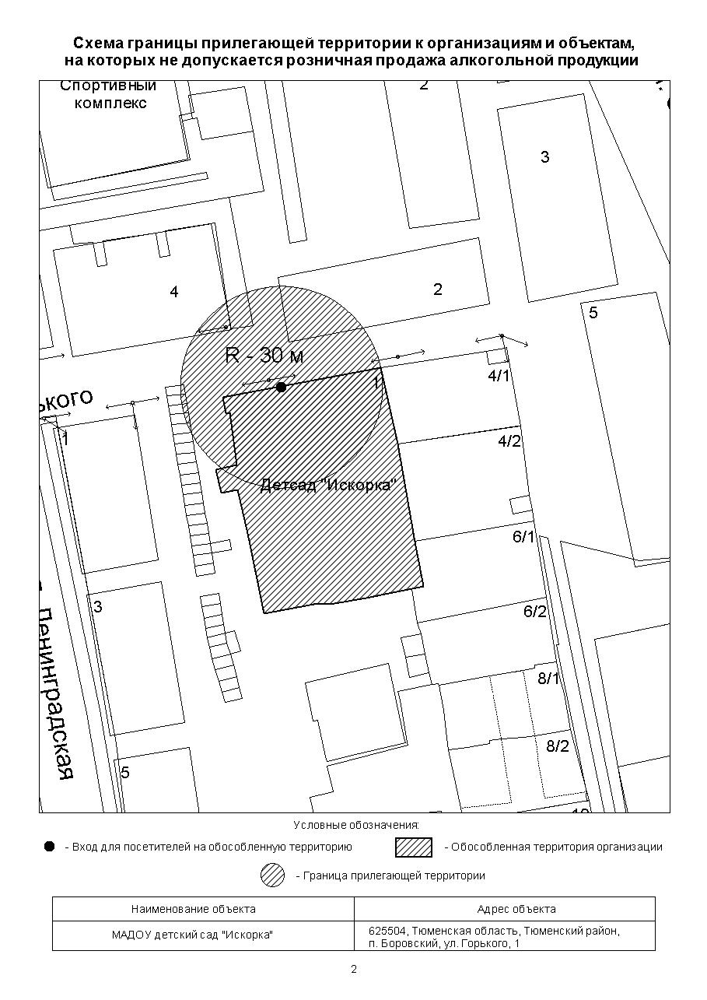 Схема границы прилегающей территории к организациям и объектам,
на которых не допускается розничная продажа алкогольной продукции
Спортивный
комплекс
2
3
4
2
5
R - 30 м
1
4/1
ького
1
4/2
Детсад "Искорка"
6/1
3
6/2
Ленинградская
8/1
8/2
5
10
Условные обозначения:
- Вход для посетителей на обособленную территорию
- Обособленная территория организации
- Граница прилегающей территории
Наименование объекта
Адрес объекта
МАДОУ детский сад "Искорка"
625504, Тюменская область, Тюменский район,
п. Боровский, ул. Горького, 1
2